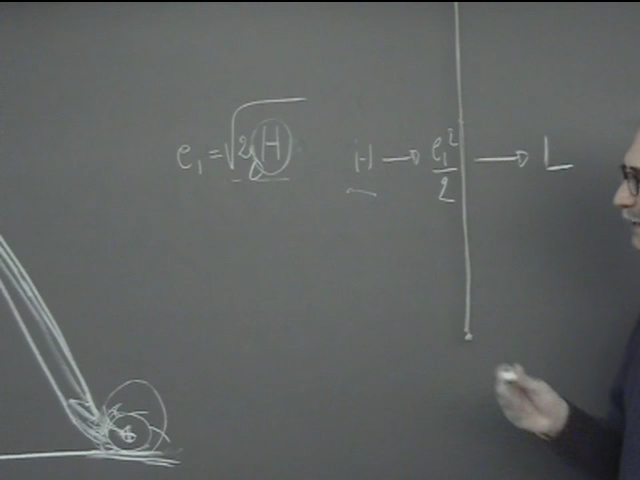 e₁ = √2gH   H → e₁²/2 → L